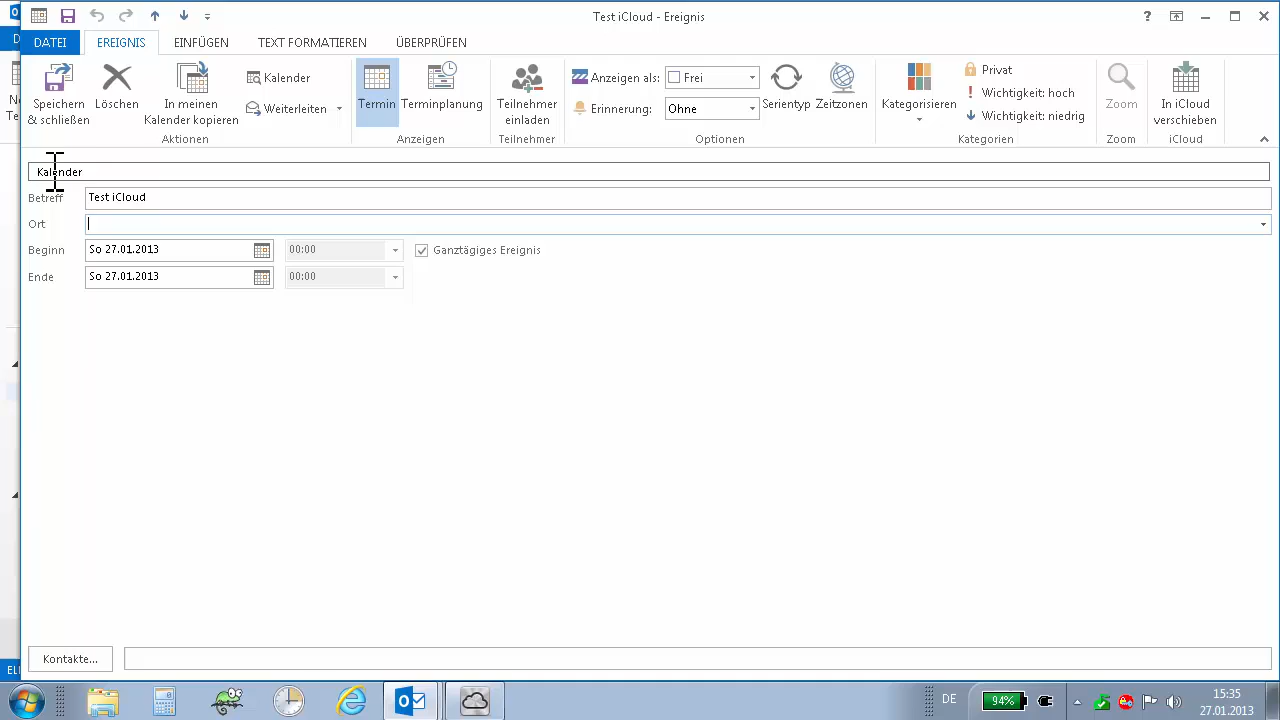 Test iCloud - Ereignis
?
DATEI EREIGNIS EINFÜGEN TEXT FORMATIEREN ÜBERPRÜFEN
Speichern & schließen
Löschen
In meinen Kalender kopieren
Kalender
Weiterleiten
Aktionen
Termin
Terminplanung
Anzeigen
Teilnehmer einladen
Teilnehmer
Anzeigen als: Frei
Erinnerung: Ohne
Serientyp
Zeitzonen
Optionen
Kategorisieren
Privat
Wichtigkeit: hoch
Wichtigkeit: niedrig
Kategorien
Zoom
Zoom
In iCloud verschieben
iCloud
Kalender
Betreff Test iCloud
Ort
Beginn So 27.01.2013 00:00 Ganztägiges Ereignis
Ende So 27.01.2013 00:00
Kontakte...
DE 94% 15:35
27.01.2013